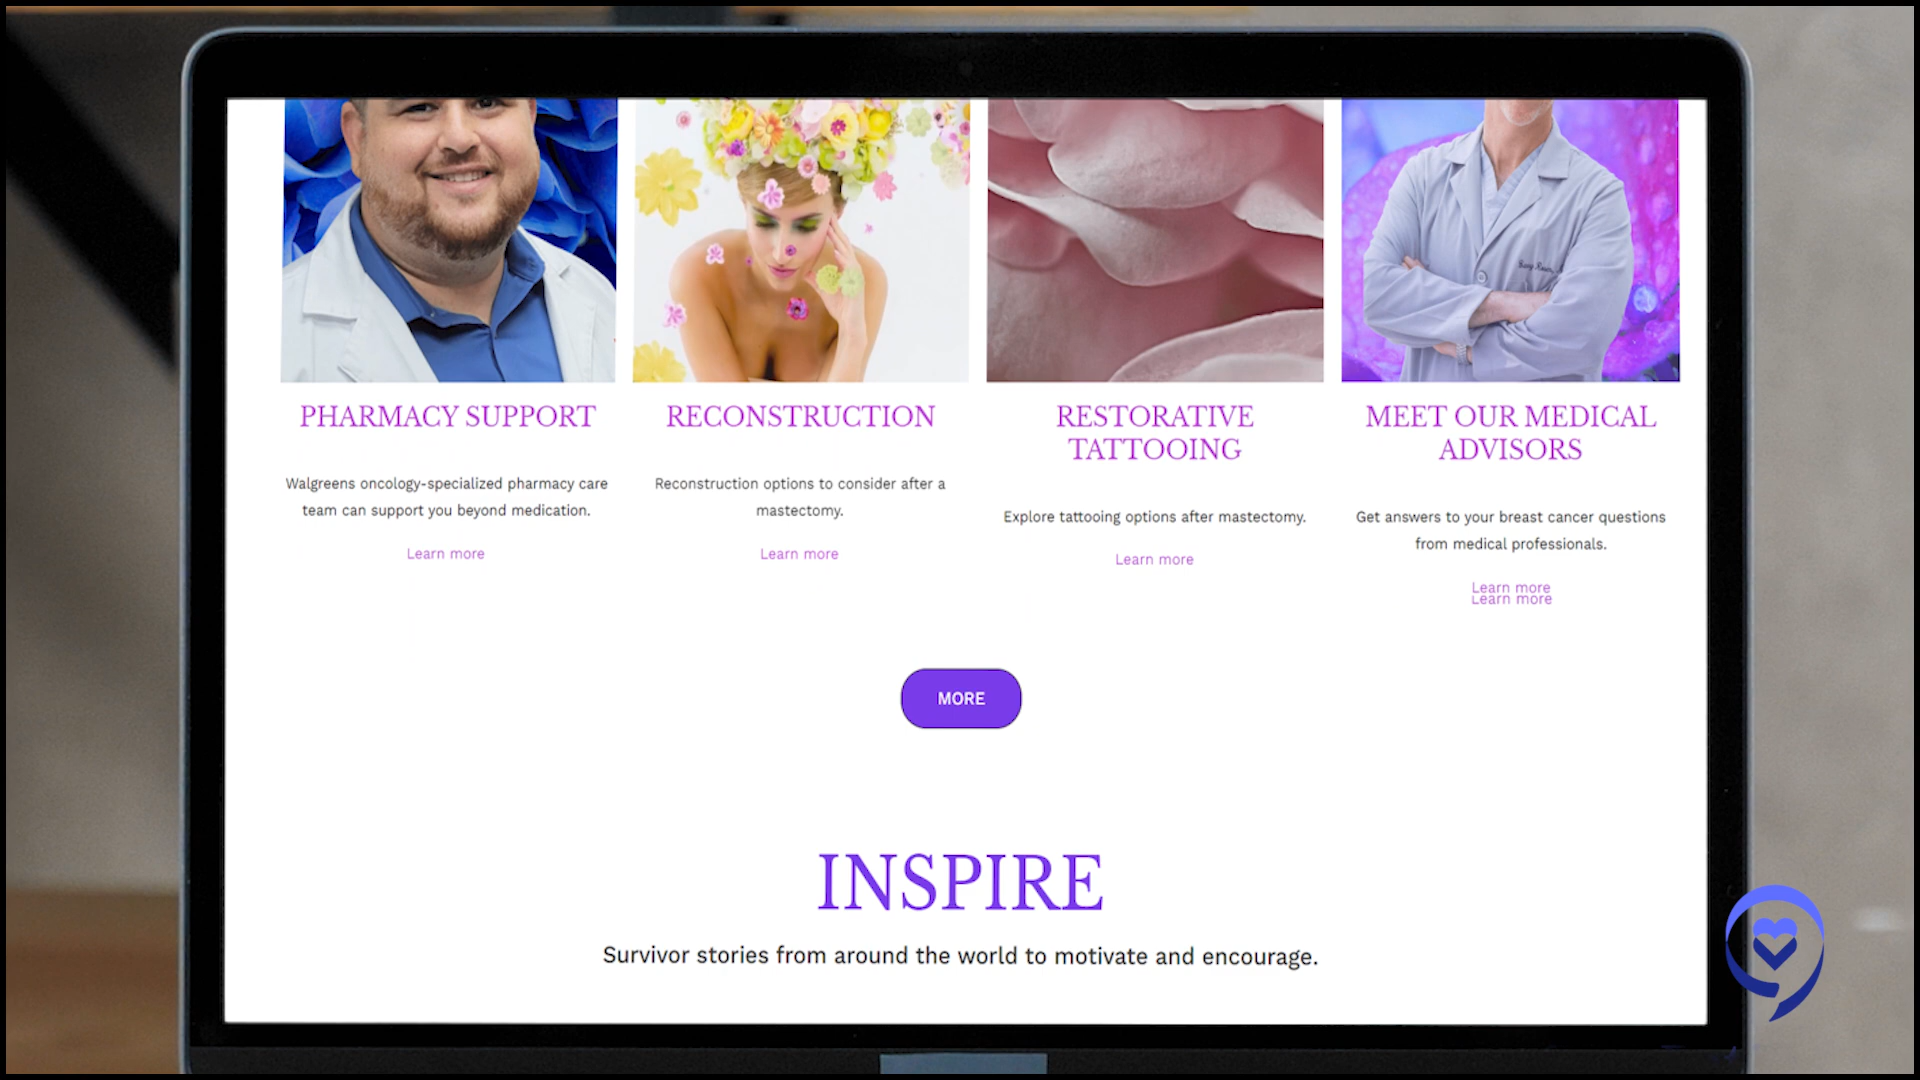 PHARMACY SUPPORT
Walgreens oncology-specialized pharmacy care
team can support you beyond medication.
Learn more
RECONSTRUCTION
Reconstruction options to consider after a
mastectomy.
Learn more
RESTORATIVE
TATTOOING
Explore tattooing options after mastectomy.
Learn more
MEET OUR MEDICAL
ADVISORS
Get answers to your breast cancer questions
from medical professionals.
Learn more
Learn more
MORE
INSPIRE
Survivor stories from around the world to motivate and encourage.